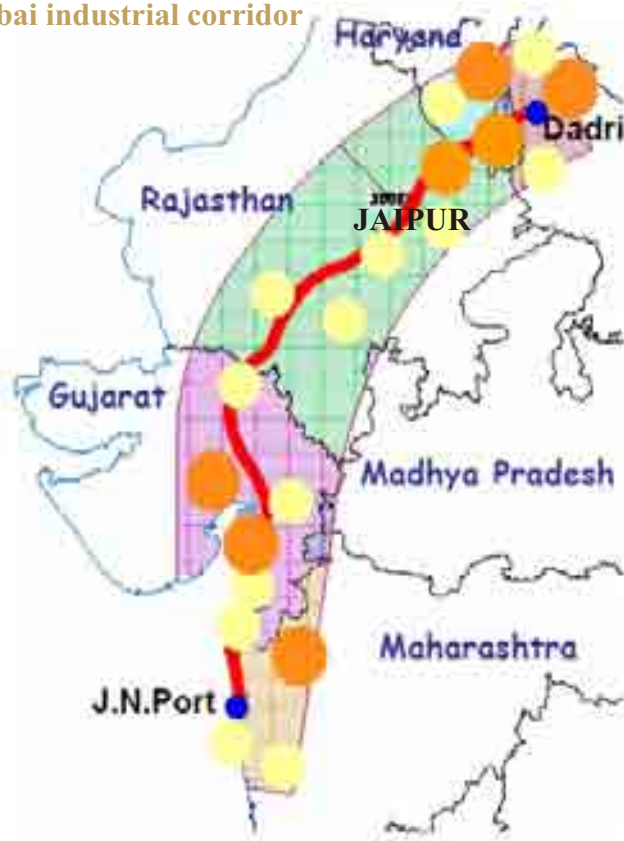 bai industrial corridor
Haryana
Dadri
Rajasthan
JAIPUR
Gujarat
Madhya Pradesh
Maharashtra
J.N.Port